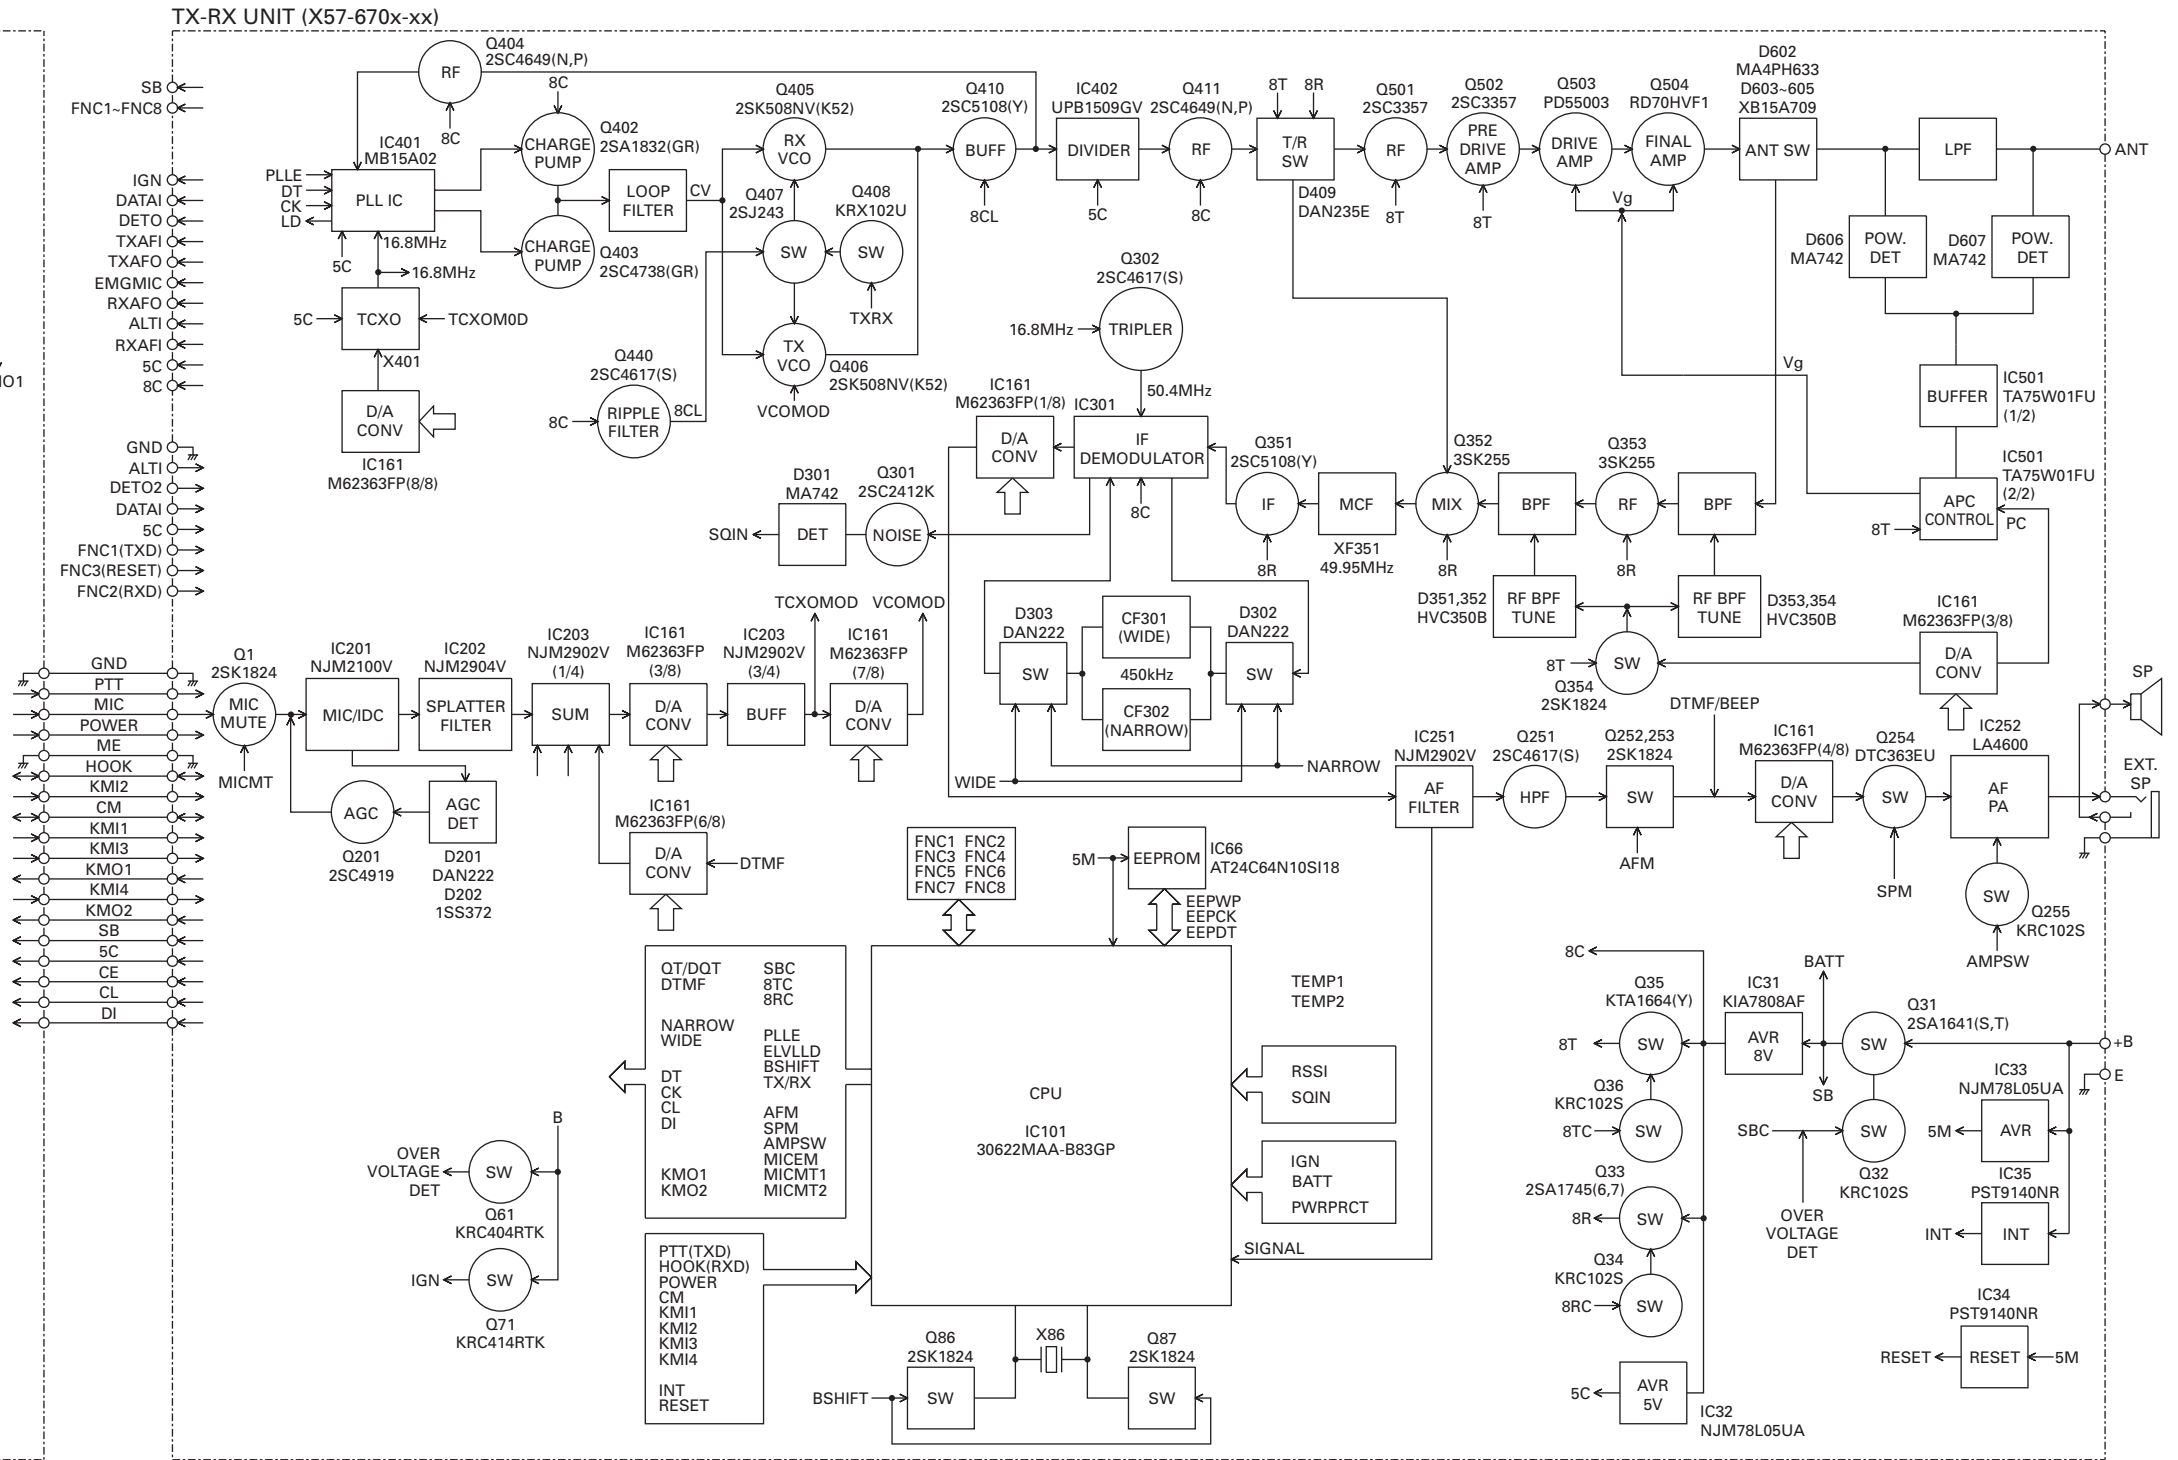 TX-RX UNIT (X57-670x-xx)
SB
FNC1~FNC8
IGN
DATAI
DETO
TXAFI
TXAFO
EMGMIC
RXAFO
ALTI
RXAFI
5C
8C
GND
ALTI
DETO2
DATAI
5C
FNC1(TXD)
FNC3(RESET)
FNC2(RXD)
GND
PTT
MIC
POWER
ME
HOOK
KMI2
CM
KMI1
KMI3
KMO1
KMI4
KMO2
SB
5C
CE
CL
DI
Q404
2SC4649(N,P)
RF
8C
IC401
MB15A02
PLLE
DT
CK
LD
PLL IC
5C
16.8MHz
16.8MHz
5C
TCXO
TCXOM0D
X401
D/A
CONV
IC161
M62363FP(8/8)
8C
CHARGE
PUMP
Q402
2SA1832(GR)
CHARGE
PUMP
Q403
2SC4738(GR)
LOOP
FILTER
CV
Q405
2SK508NV(K52)
RX
VCO
Q407
2SJ243
SW
Q408
KRX102U
SW
TXRX
TX
VCO
Q406
2SK508NV(K52)
VCOMOD
Q440
2SC4617(S)
8C
RIPPLE
FILTER
8CL
Q410
2SC5108(Y)
BUFF
8CL
IC402
UPB1509GV
DIVIDER
5C
Q411
2SC4649(N,P)
RF
8C
8T
8R
T/R
SW
D409
DAN235E
Q501
2SC3357
RF
8T
Q502
2SC3357
PRE
DRIVE
AMP
8T
Q503
PD55003
DRIVE
AMP
Q504
RD70HVF1
FINAL
AMP
Vg
D602
MA4PH633
D603~605
XB15A709
ANT SW
LPF
ANT
D606
MA742
POW.
DET
D607
MA742
POW.
DET
Vg
BUFFER
IC501
TA75W01FU
(1/2)
IC501
TA75W01FU
(2/2)
APC
CONTROL
8T
PC
Q302
2SC4617(S)
16.8MHz
TRIPLER
50.4MHz
IC161
M62363FP(1/8)
D/A
CONV
IC301
IF
DEMODULATOR
8C
Q351
2SC5108(Y)
IF
8R
MCF
XF351
49.95MHz
Q352
3SK255
MIX
8R
BPF
Q353
3SK255
RF
8R
BPF
D351,352
HVC350B
RF BPF
TUNE
RF BPF
TUNE
D353,354
HVC350B
8T
SW
Q354
2SK1824
IC161
M62363FP(3/8)
D/A
CONV
D301
MA742
SQIN
DET
Q301
2SC2412K
NOISE
D303
DAN222
SW
CF301
(WIDE)
450kHz
CF302
(NARROW)
D302
DAN222
SW
WIDE
NARROW
Q1
2SK1824
MIC
MUTE
MICMT
IC201
NJM2100V
MIC/IDC
IC202
NJM2904V
SPLATTER
FILTER
IC203
NJM2902V
(1/4)
SUM
IC161
M62363FP
(3/8)
D/A
CONV
IC203
NJM2902V
(3/4)
BUFF
TCXOMOD
VCOMOD
IC161
M62363FP
(7/8)
D/A
CONV
AGC
Q201
2SC4919
AGC
DET
D201
DAN222
D202
1SS372
IC161
M62363FP(6/8)
D/A
CONV
DTMF
IC251
NJM2902V
AF
FILTER
Q251
2SC4617(S)
HPF
Q252,253
2SK1824
SW
AFM
DTMF/BEEP
IC161
M62363FP(4/8)
D/A
CONV
Q254
DTC363EU
SW
SPM
IC252
LA4600
AF
PA
SW
Q255
KRC102S
AMPSW
SP
EXT.
SP
FNC1 FNC2
FNC3 FNC4
FNC5 FNC6
FNC7 FNC8
5M
EEPROM
IC66
AT24C64N10SI18
EEPWP
EEPCK
EEPDT
QT/DQT
DTMF
NARROW
WIDE
DT
CK
CL
DI
KMO1
KMO2
SBC
8TC
8RC
PLLE
ELVLLD
BSHIFT
TX/RX
AFM
SPM
AMPSW
MICEM
MICMT1
MICMT2
CPU
IC101
30622MAA-B83GP
TEMP1
TEMP2
RSSI
SQIN
IGN
BATT
PWRPRCT
SIGNAL
B
OVER
VOLTAGE
DET
SW
Q61
KRC404RTK
IGN
SW
Q71
KRC414RTK
PTT(TXD)
HOOK(RXD)
POWER
CM
KMI1
KMI2
KMI3
KMI4
INT
RESET
BSHIFT
Q86
2SK1824
SW
X86
Q87
2SK1824
SW
8C
Q35
KTA1664(Y)
8T
SW
Q36
KRC102S
8TC
SW
Q33
2SA1745(6,7)
8R
SW
Q34
KRC102S
8RC
SW
5C
AVR
5V
IC32
NJM78L05UA
IC31
KIA7808AF
AVR
8V
BATT
SB
Q31
2SA1641(S,T)
SW
SBC
SW
Q32
KRC102S
OVER
VOLTAGE
DET
+B
E
IC33
NJM78L05UA
5M
AVR
IC35
PST9140NR
INT
INT
IC34
PST9140NR
RESET
RESET
5M